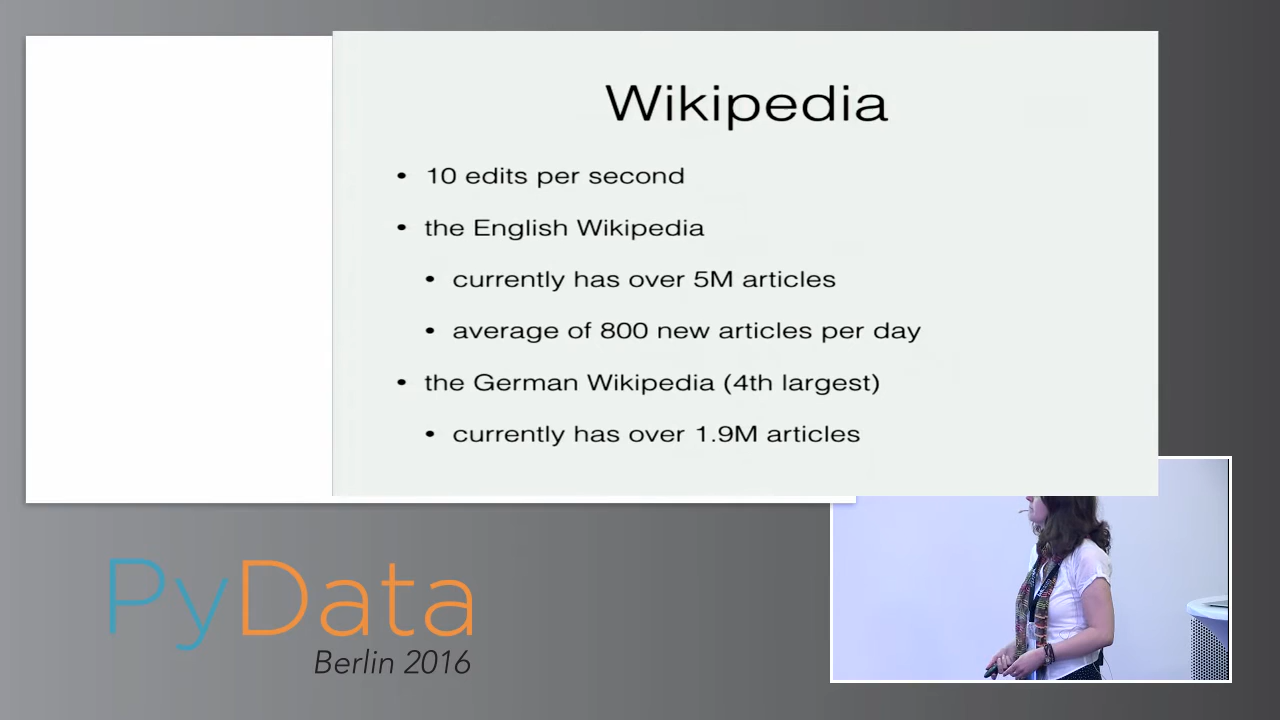 Wikipedia
• 10 edits per second
• the English Wikipedia
• currently has over 5M articles
• average of 800 new articles per day
• the German Wikipedia (4th largest)
• currently has over 1.9M articles
PyData
Berlin 2016